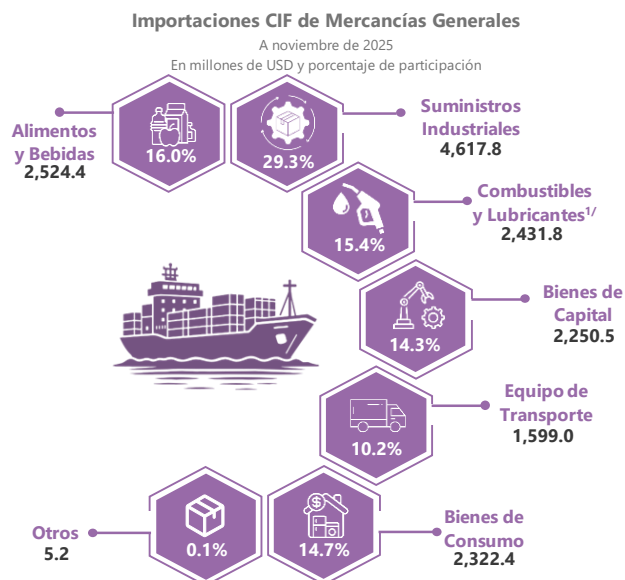 Importaciones CIF de Mercancías Generales
A noviembre de 2025
En millones de USD y porcentaje de participación
Alimentos
y Bebidas
2,524.4
16.0%
29.3%
Suministros
Industriales
4,617.8
15.4%
Combustibles
y Lubricantes1/
2,431.8
14.3%
Bienes de
Capital
2,250.5
10.2%
Equipo de
Transporte
1,599.0
Otros
5.2
0.1%
14.7%
Bienes de
Consumo
2,322.4